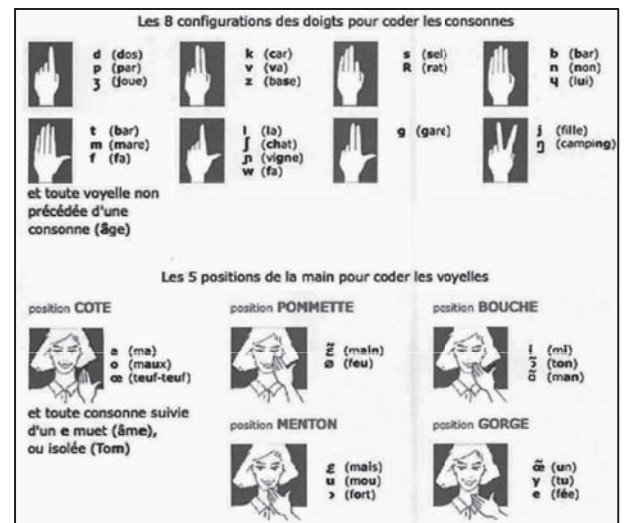 Les 8 configurations des doigts pour coder les consonnes
d (dos)
p (par)
ʒ (joue)
k (car)
v (va)
z (base)
s (sel)
R (rat)
b (bar)
n (non)
ɥ (lui)
t (bar)
m (mare)
f (fa)
l (la)
ʃ (chat)
ɲ (vigne)
w (fa)
g (gare)
j (fille)
ŋ (camping)
et toute voyelle non
précédée d'une
consonne (âge)
Les 5 positions de la main pour coder les voyelles
position COTE
a (ma)
o (maux)
œ (teuf-teuf)
et toute consonne suivie
d'un e muet (âme),
ou isolée (Tom)
position POMMETTE
ɛ̃ (main)
ø (feu)
position BOUCHE
i (mi)
ɔ̃ (ton)
ɑ̃ (man)
position MENTON
ɛ (mais)
u (mou)
ɔ (fort)
position GORGE
œ̃ (un)
y (tu)
e (fée)